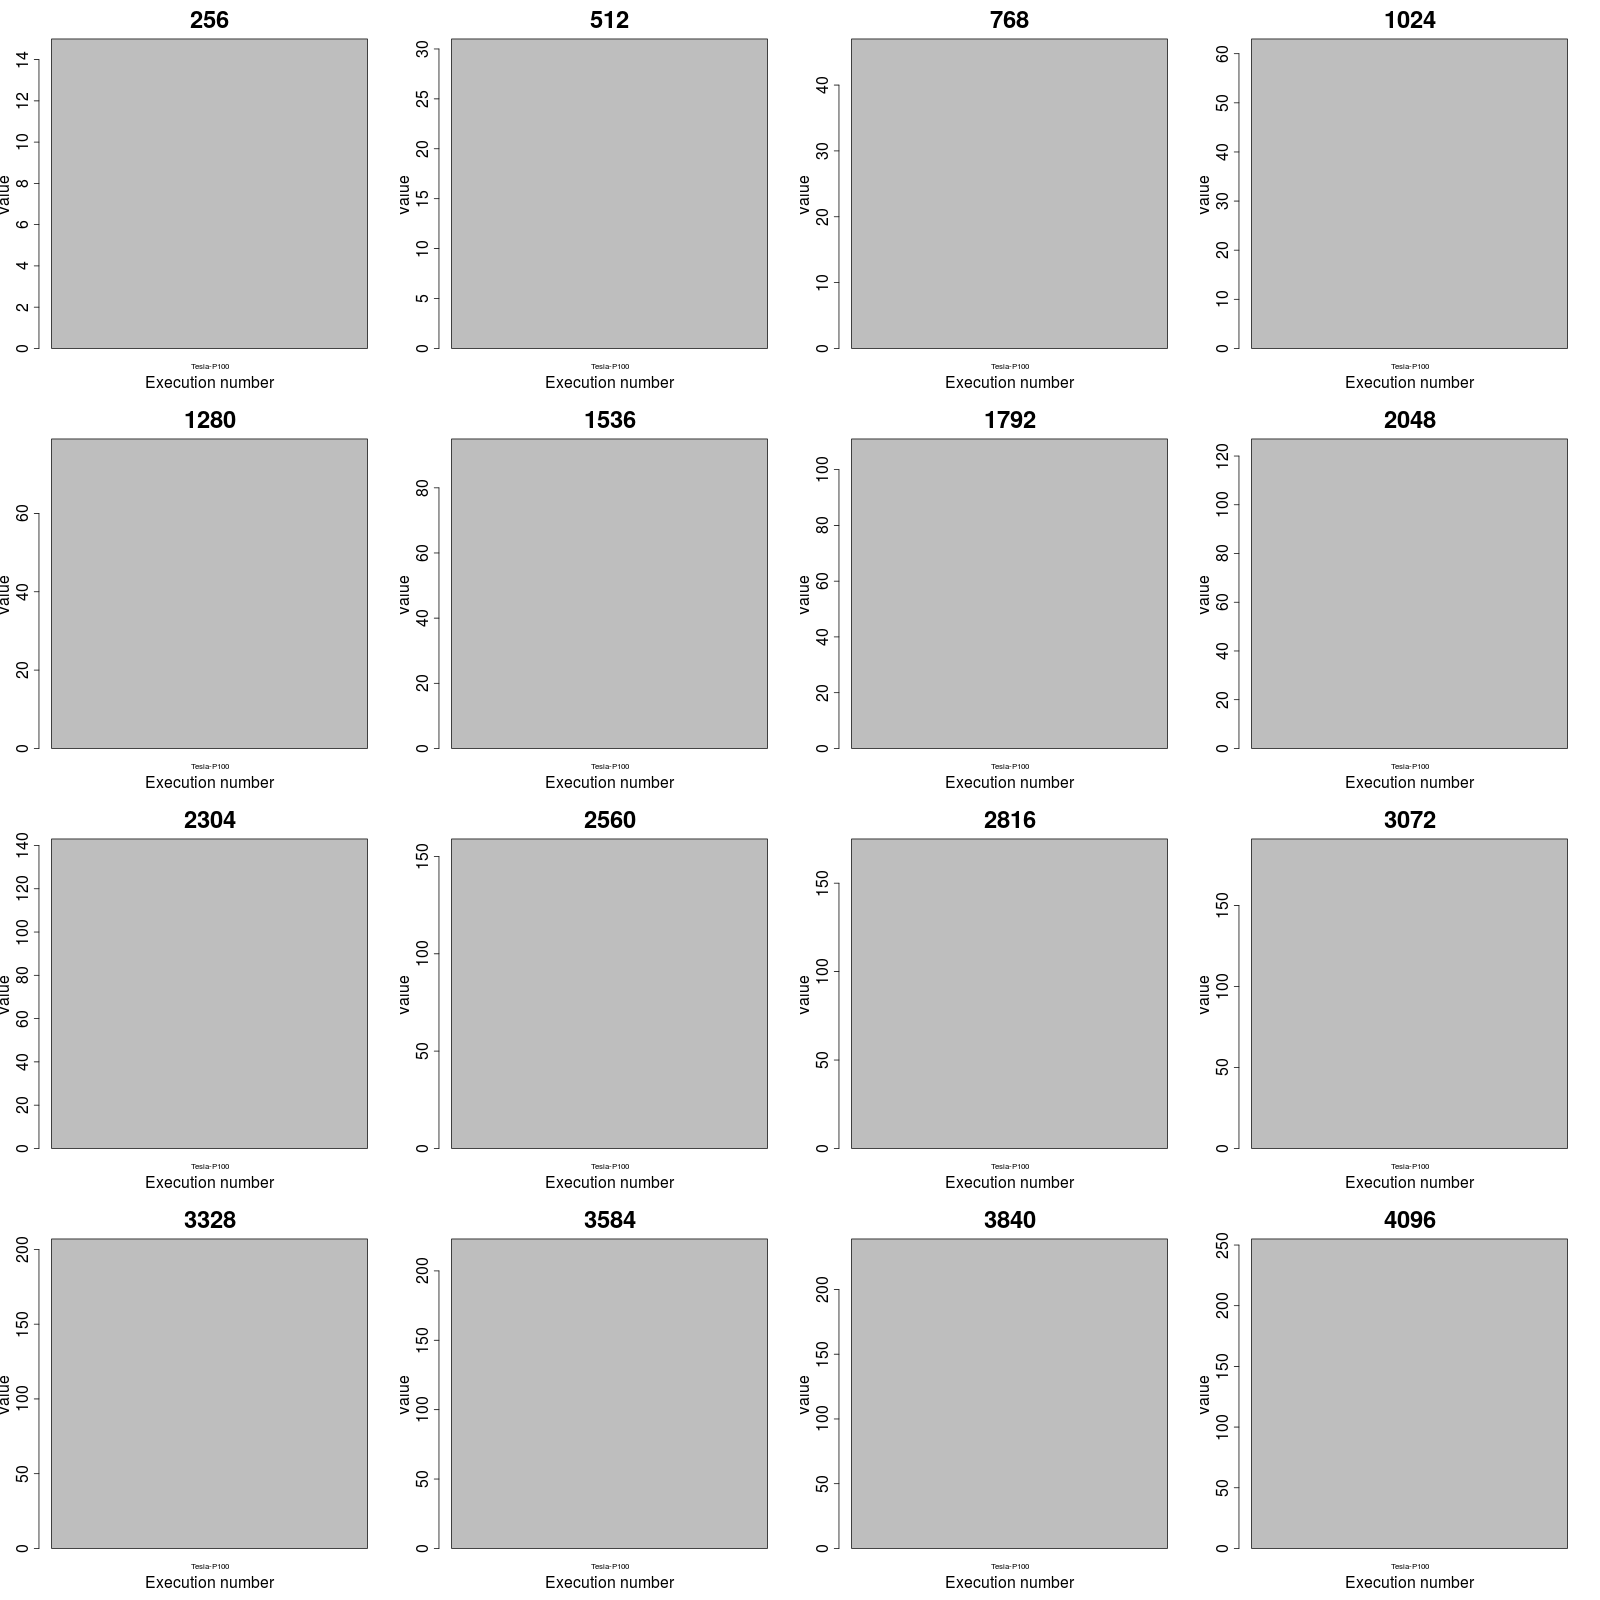 256
value
0 2 4 6 8 10 12 14
Tesla-P100
Execution number
512
value
0 5 10 15 20 25 30
Tesla-P100
Execution number
768
value
0 10 20 30 40
Tesla-P100
Execution number
1024
value
0 10 20 30 40 50 60
Tesla-P100
Execution number
1280
value
0 20 40 60
Tesla-P100
Execution number
1536
value
0 20 40 60 80
Tesla-P100
Execution number
1792
value
0 20 40 60 80 100
Tesla-P100
Execution number
2048
value
0 20 40 60 80 100 120
Tesla-P100
Execution number
2304
value
0 20 40 60 80 100 120 140
Tesla-P100
Execution number
2560
value
0 50 100 150
Tesla-P100
Execution number
2816
value
0 50 100 150
Tesla-P100
Execution number
3072
value
0 50 100 150
Tesla-P100
Execution number
3328
value
0 50 100 150 200
Tesla-P100
Execution number
3584
value
0 50 100 150 200
Tesla-P100
Execution number
3840
value
0 50 100 150 200
Tesla-P100
Execution number
4096
value
0 50 100 150 200 250
Tesla-P100
Execution number